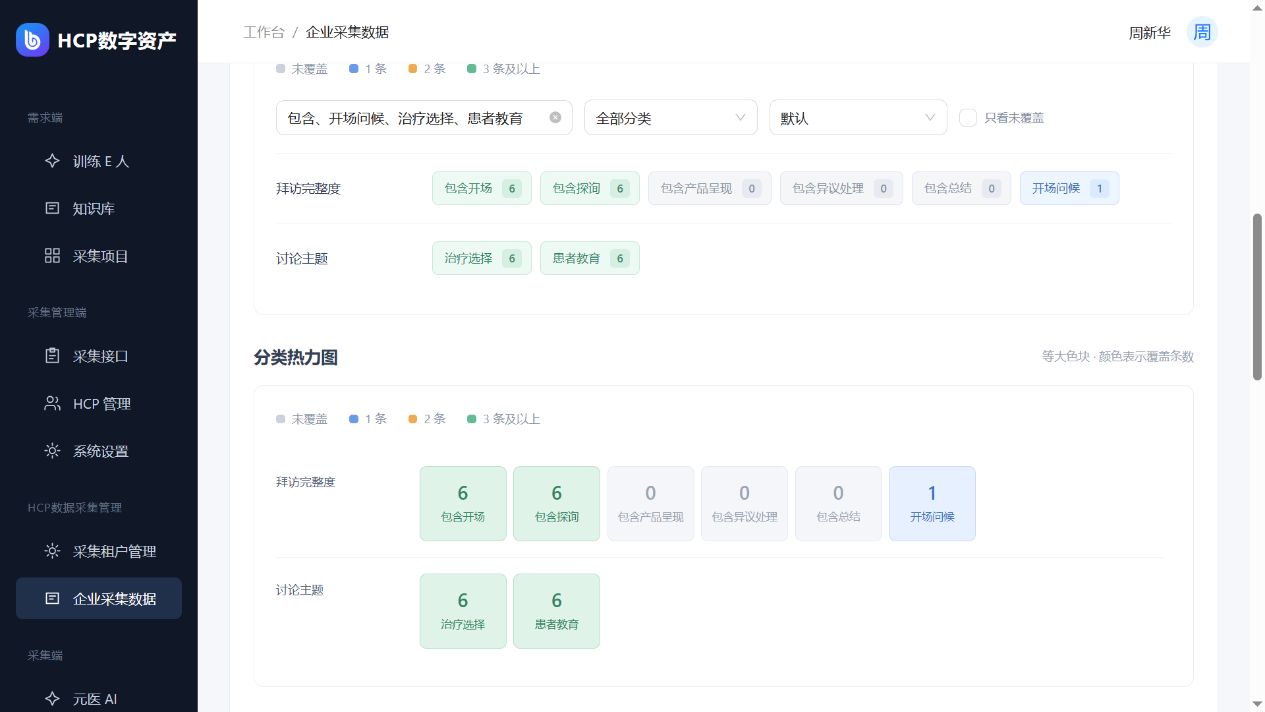 HCP数字资产
工作台 / 企业采集数据
周新华 周
需求端
训练 E 人
知识库
采集项目
采集管理端
采集接口
HCP 管理
系统设置
HCP数据采集管理
采集租户管理
企业采集数据
采集端
元医 AI
未覆盖 1 条 2 条 3 条及以上
包含、开场问候、治疗选择、患者教育 全部分类 默认 只看未覆盖
拜访完整度 包含开场 6 包含探询 6 包含产品呈现 0 包含异议处理 0 包含总结 0 开场问候 1
讨论主题 治疗选择 6 患者教育 6
分类热力图 等大色块 · 颜色表示覆盖条数
未覆盖 1 条 2 条 3 条及以上
拜访完整度
6 6 0 0 0 1
包含开场 包含探询 包含产品呈现 包含异议处理 包含总结 开场问候
讨论主题
6 6
治疗选择 患者教育